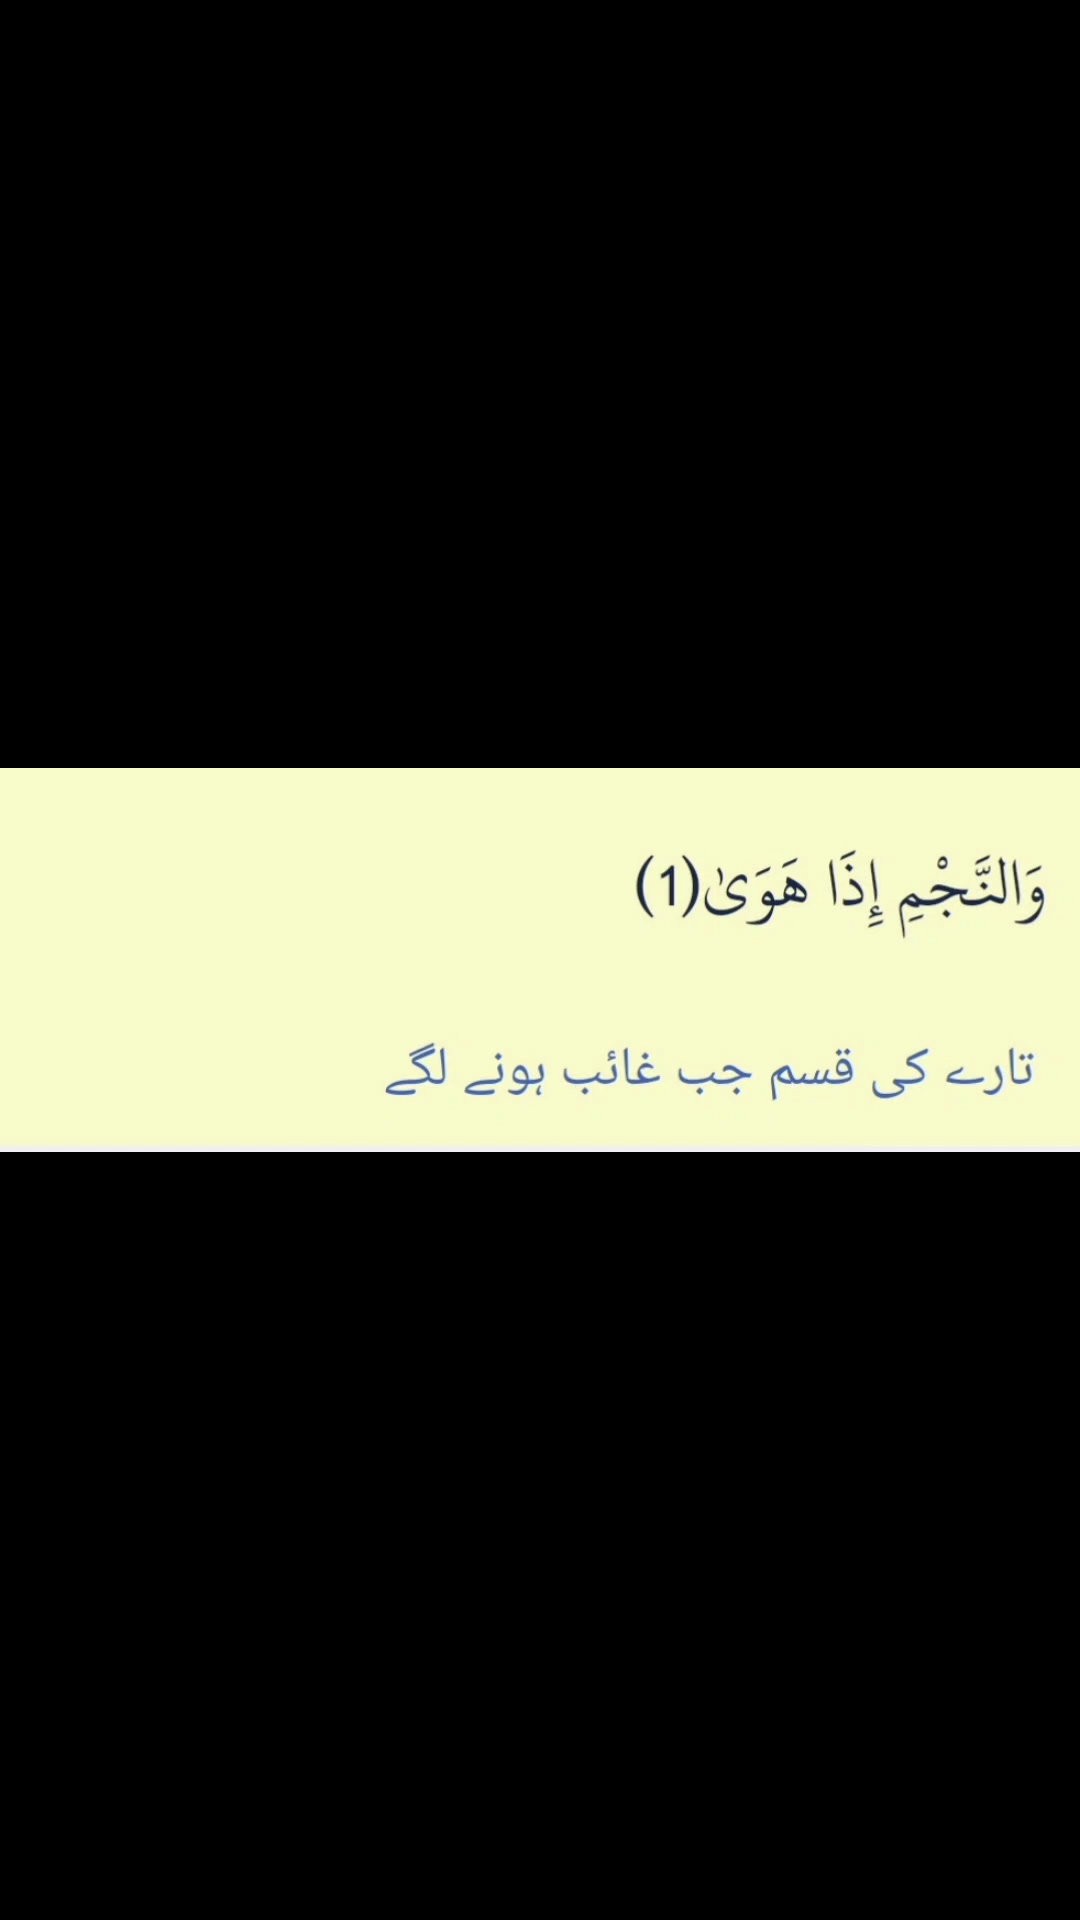 وَالنَّجْمِ إِذَا هَوَىٰ(1)
تارے کی قسم جب غائب ہونے لگے